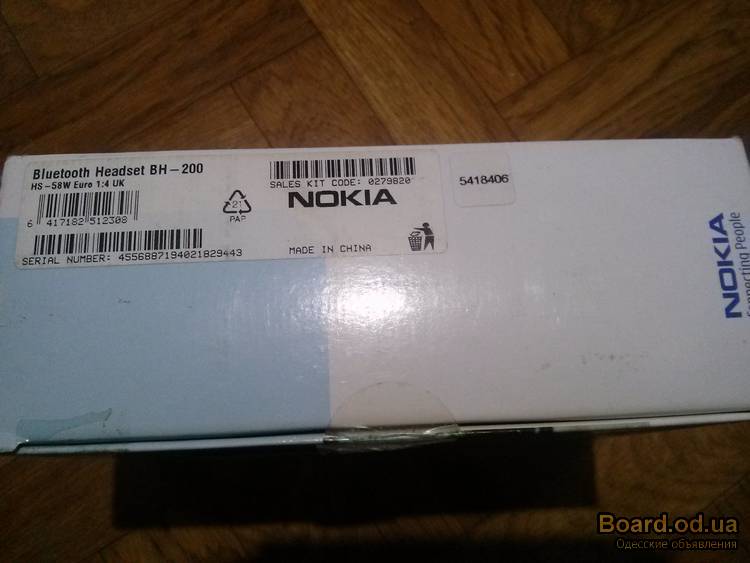 Bluetooth Headset BH-200
HS-58W Euro 1:4 UK
6 417182 512308
21
PAP
SERIAL NUMBER: 4556887194021829443
SALES KIT CODE: 0279820
NOKIA
MADE IN CHINA
5418406
NOKIA
Connecting People
Board.od.ua
Одесские объявления